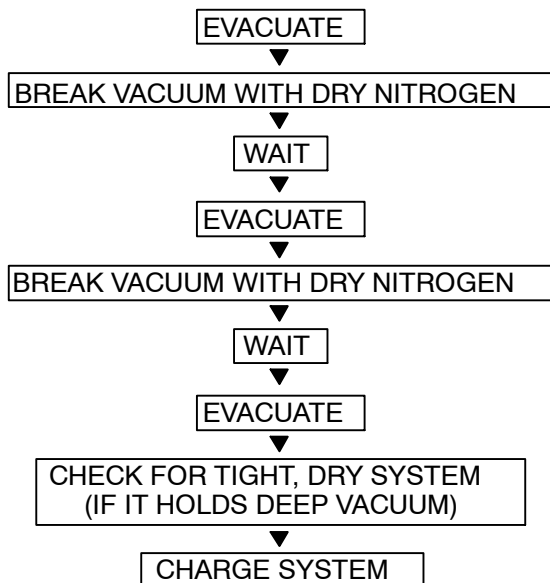 EVACUATE
BREAK VACUUM WITH DRY NITROGEN
WAIT
EVACUATE
BREAK VACUUM WITH DRY NITROGEN
WAIT
EVACUATE
CHECK FOR TIGHT, DRY SYSTEM
(IF IT HOLDS DEEP VACUUM)
CHARGE SYSTEM